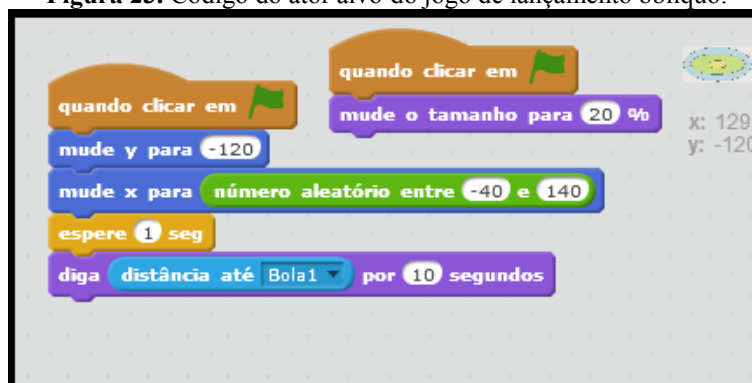 Figura 23: Código do ator alvo do jogo de lançamento oblíquo.
quando clicar em
mude o tamanho para 20 %
quando clicar em
mude y para -120
mude x para número aleatório entre -40 e 140
espere 1 seg
diga distância até Bola1 por 10 segundos
x: 129
y: -120